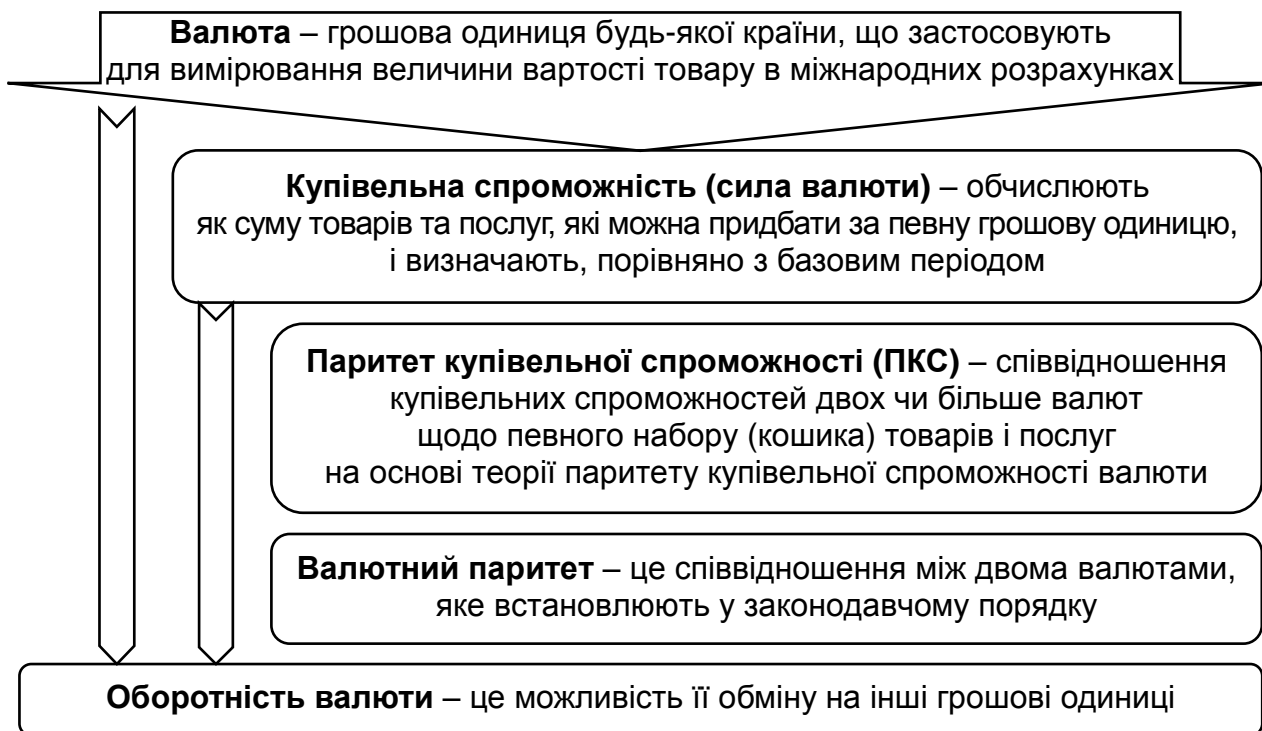 Валюта – грошова одиниця будь-якої країни, що застосовують
для вимірювання величини вартості товару в міжнародних розрахунках
Купівельна спроможність (сила валюти) – обчислюють
як суму товарів та послуг, які можна придбати за певну грошову одиницю,
і визначають, порівняно з базовим періодом
Паритет купівельної спроможності (ПКС) – співвідношення
купівельних спроможностей двох чи більше валют
щодо певного набору (кошика) товарів і послуг
на основі теорії паритету купівельної спроможності валюти
Валютний паритет – це співвідношення між двома валютами,
яке встановлюють у законодавчому порядку
Оборотність валюти – це можливість її обміну на інші грошові одиниці